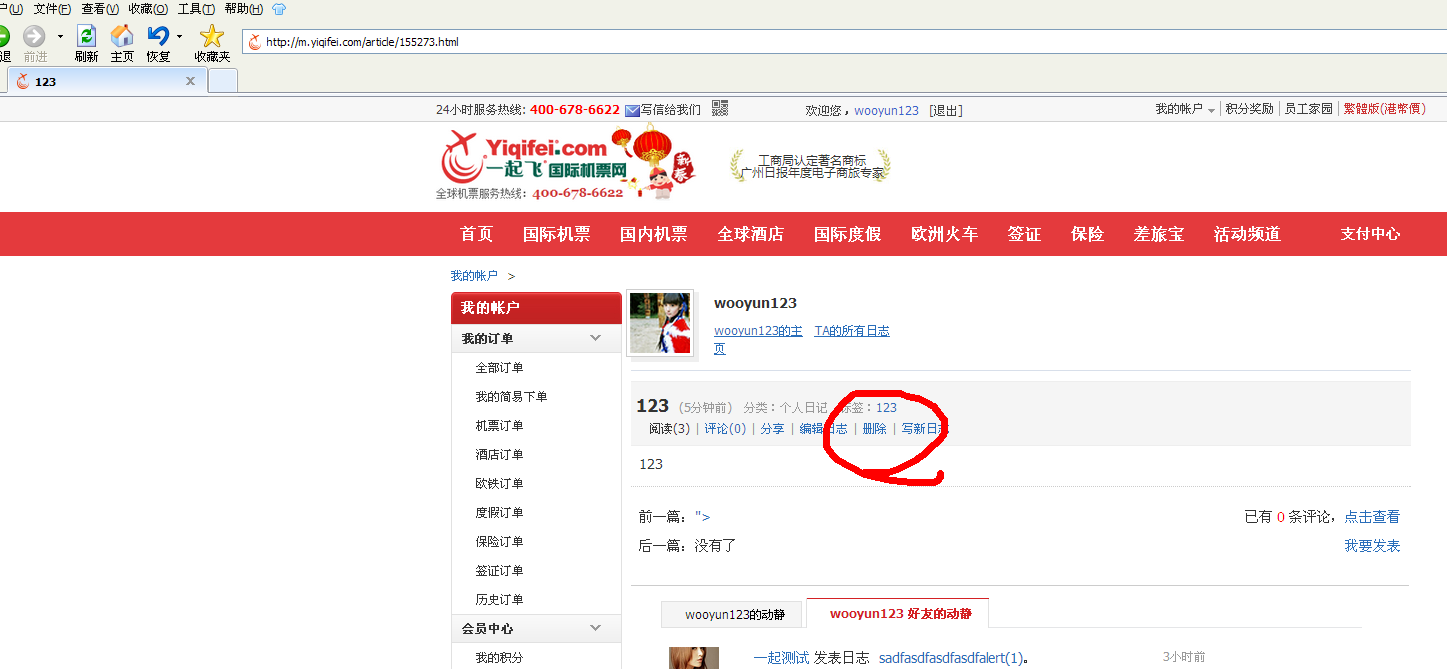 户(U) 文件(F) 查看(V) 收藏(O) 工具(T) 帮助(H)
退 前进 刷新 主页 恢复 收藏夹
http://m.yiqifei.com/article/155273.html
123
24小时服务热线: 400-678-6622 写信给我们 欢迎您，wooyun123 [退出] 我的帐户 积分奖励 员工家园 繁體版(港幣價)
Yiqifei.com
一起飞国际机票网
新春
全球机票服务热线: 400-678-6622
工商局认定著名商标
广州日报年度电子商旅专家
首页 国际机票 国内机票 全球酒店 国际度假 欧洲火车 签证 保险 差旅宝 活动频道 支付中心
我的帐户 >
我的帐户
我的订单
全部订单
我的简易下单
机票订单
酒店订单
欧铁订单
度假订单
保险订单
签证订单
历史订单
会员中心
我的积分
wooyun123
wooyun123的主页 TA的所有日志
123 (5分钟前) 分类：个人日记 标签：123
阅读(3) | 评论(0) | 分享 | 编辑日志 | 删除 | 写新日志
123
前一篇：">
已有 0 条评论，点击查看
后一篇：没有了
我要发表
wooyun123的动静 wooyun123 好友的动静
一起测试 发表日志 sadfasdfasdfasdfalert(1)。 3小时前